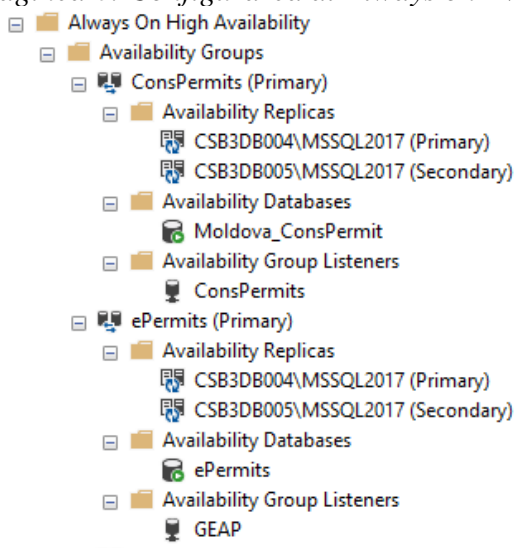 Always On High Availability
Availability Groups
ConsPermits (Primary)
Availability Replicas
CSB3DB004\MSSQL2017 (Primary)
CSB3DB005\MSSQL2017 (Secondary)
Availability Databases
Moldova_ConsPermit
Availability Group Listeners
ConsPermits
ePermits (Primary)
Availability Replicas
CSB3DB004\MSSQL2017 (Primary)
CSB3DB005\MSSQL2017 (Secondary)
Availability Databases
ePermits
Availability Group Listeners
GEAP